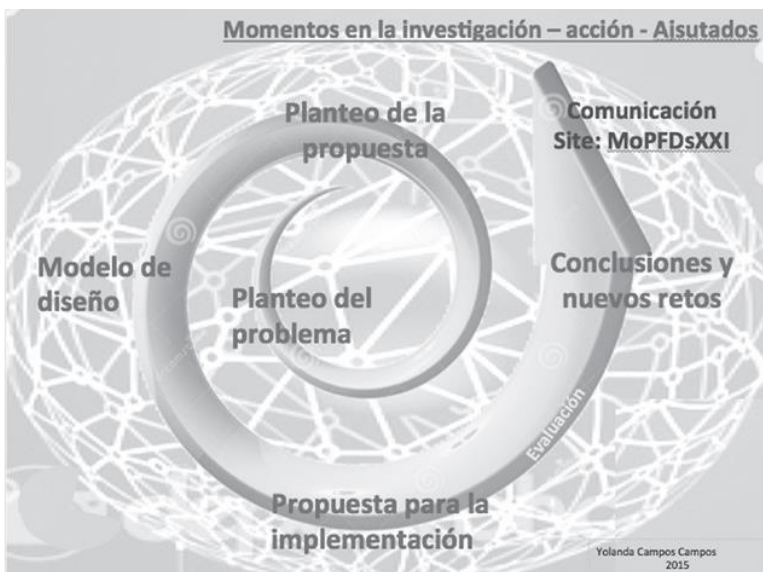 Momentos en la investigación – acción - Ajsutados
Planteo de la
propuesta
Comunicación
Site: MoPFDsXXI
Modelo de
diseño
Planteo del
problema
Conclusiones y
nuevos retos
Evaluación
Propuesta para la
implementación
Yolanda Campos Campos
2015